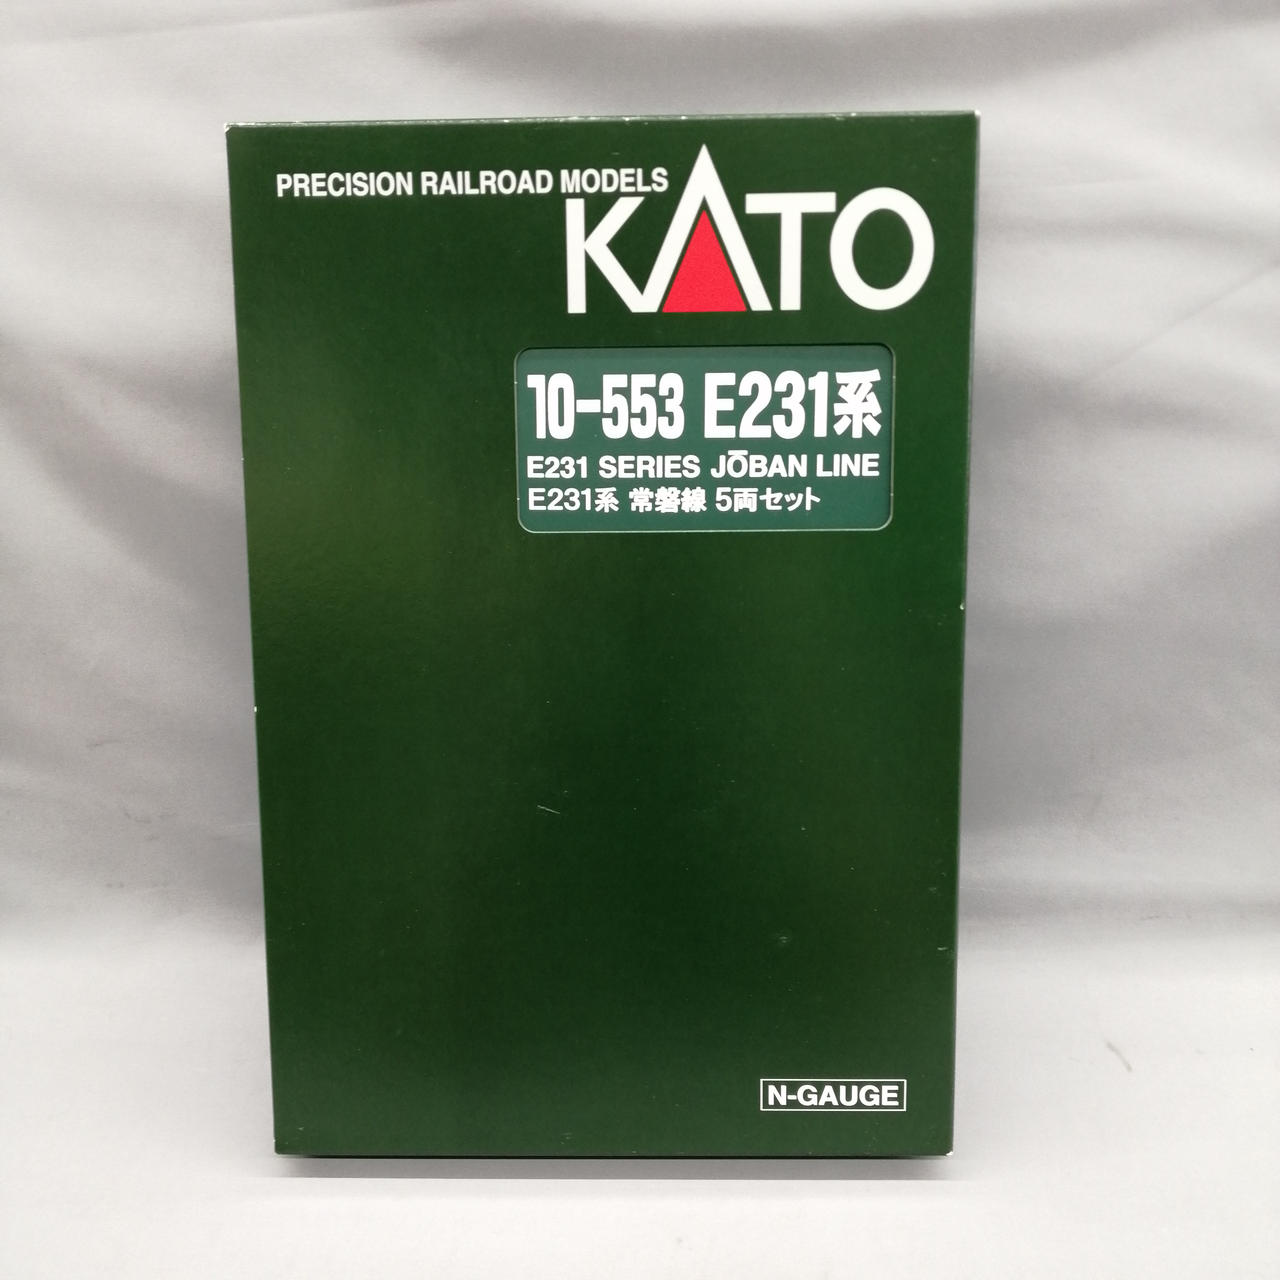 PRECISION RAILROAD MODELS
KATO
10-553 E231系
E231 SERIES JŌBAN LINE
E231系 常磐線 5両セット
N-GAUGE